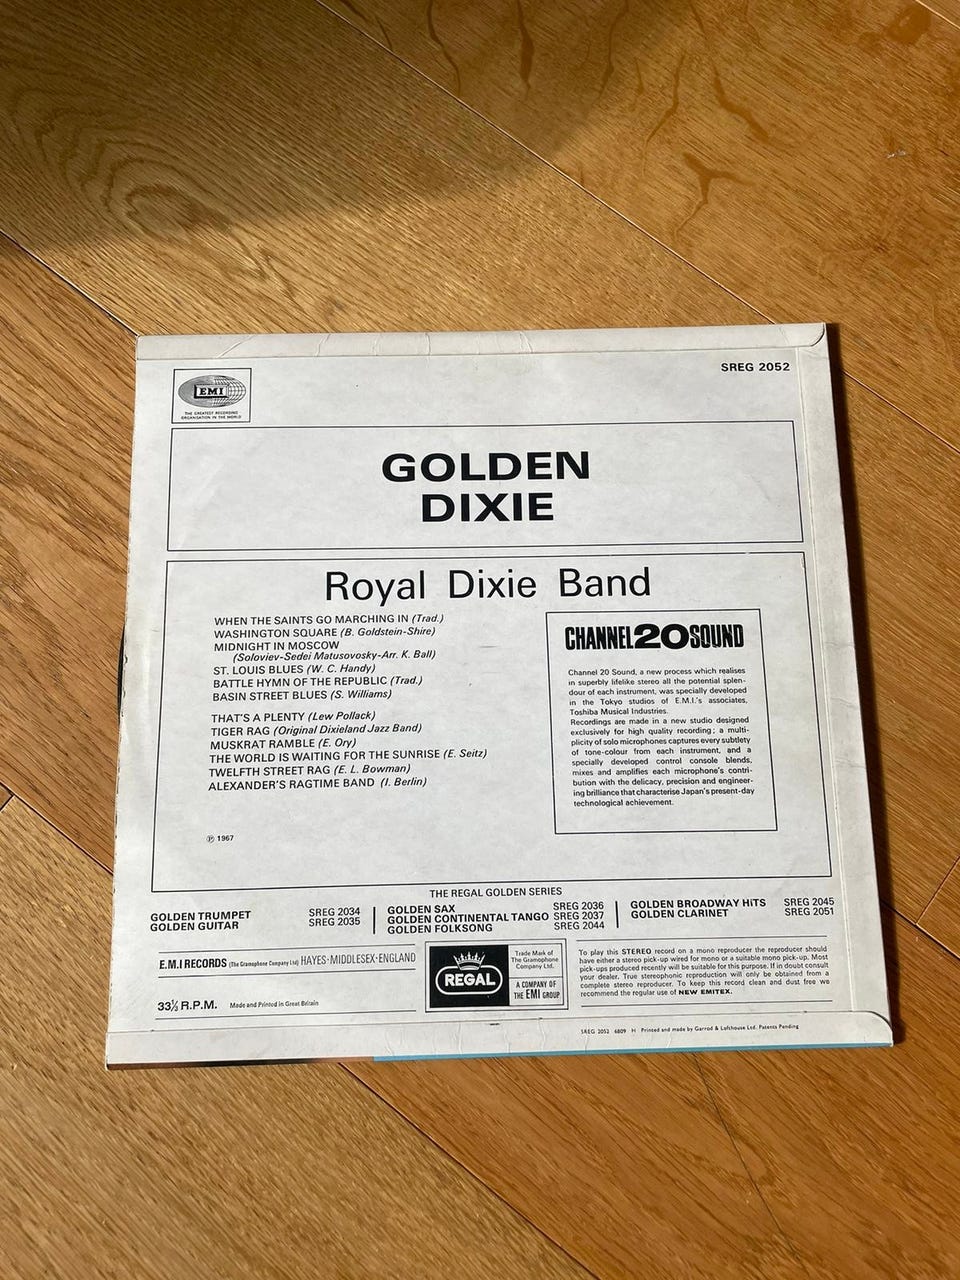 SREG 2052
EMI
THE GREATEST RECORDING
ORGANISATION IN THE WORLD
GOLDEN
DIXIE
Royal Dixie Band
WHEN THE SAINTS GO MARCHING IN (Trad.)
WASHINGTON SQUARE (B. Goldstein-Shire)
MIDNIGHT IN MOSCOW
(Soloviev-Sedei Matusovosky-Arr. K. Ball)
ST. LOUIS BLUES (W. C. Handy)
BATTLE HYMN OF THE REPUBLIC (Trad.)
BASIN STREET BLUES (S. Williams)
THAT'S A PLENTY (Lew Pollack)
TIGER RAG (Original Dixieland Jazz Band)
MUSKRAT RAMBLE (E. Ory)
THE WORLD IS WAITING FOR THE SUNRISE (E. Seitz)
TWELFTH STREET RAG (E. L. Bowman)
ALEXANDER'S RAGTIME BAND (I. Berlin)
℗ 1967
CHANNEL 20 SOUND
Channel 20 Sound, a new process which realises
in superbly lifelike stereo all the potential splen-
dour of each instrument, was specially developed
in the Tokyo studios of E.M.I.'s associates,
Toshiba Musical Industries.
Recordings are made in a new studio designed
exclusively for high quality recording; a multi-
plicity of solo microphones captures every subtlety
of tone-colour from each instrument, and a
specially developed control console blends,
mixes and amplifies each microphone's contri-
bution with the delicacy, precision and engineer-
ing brilliance that characterise Japan's present-day
technological achievement.
THE REGAL GOLDEN SERIES
GOLDEN TRUMPET SREG 2034
GOLDEN GUITAR SREG 2035
GOLDEN SAX SREG 2036
GOLDEN CONTINENTAL TANGO SREG 2037
GOLDEN FOLKSONG SREG 2044
GOLDEN BROADWAY HITS SREG 2045
GOLDEN CLARINET SREG 2051
E.M.I RECORDS (The Gramophone Company Ltd) HAYES·MIDDLESEX·ENGLAND
33⅓ R.P.M. Made and Printed in Great Britain
REGAL
Trade Mark of
The Gramophone
Company Ltd.
A COMPANY OF
THE EMI GROUP
To play this STEREO record on a mono reproducer the reproducer should
have either a stereo pick-up wired for mono or a suitable mono pick-up. Most
pick-ups produced recently will be suitable for this purpose. If in doubt consult
your dealer. True stereophonic reproduction will only be obtained from a
complete stereo reproducer. To keep this record clean and dust free we
recommend the regular use of NEW EMITEX.
SREG 2052 6809 H Printed and made by Garrod & Lofthouse Ltd. Patents Pending